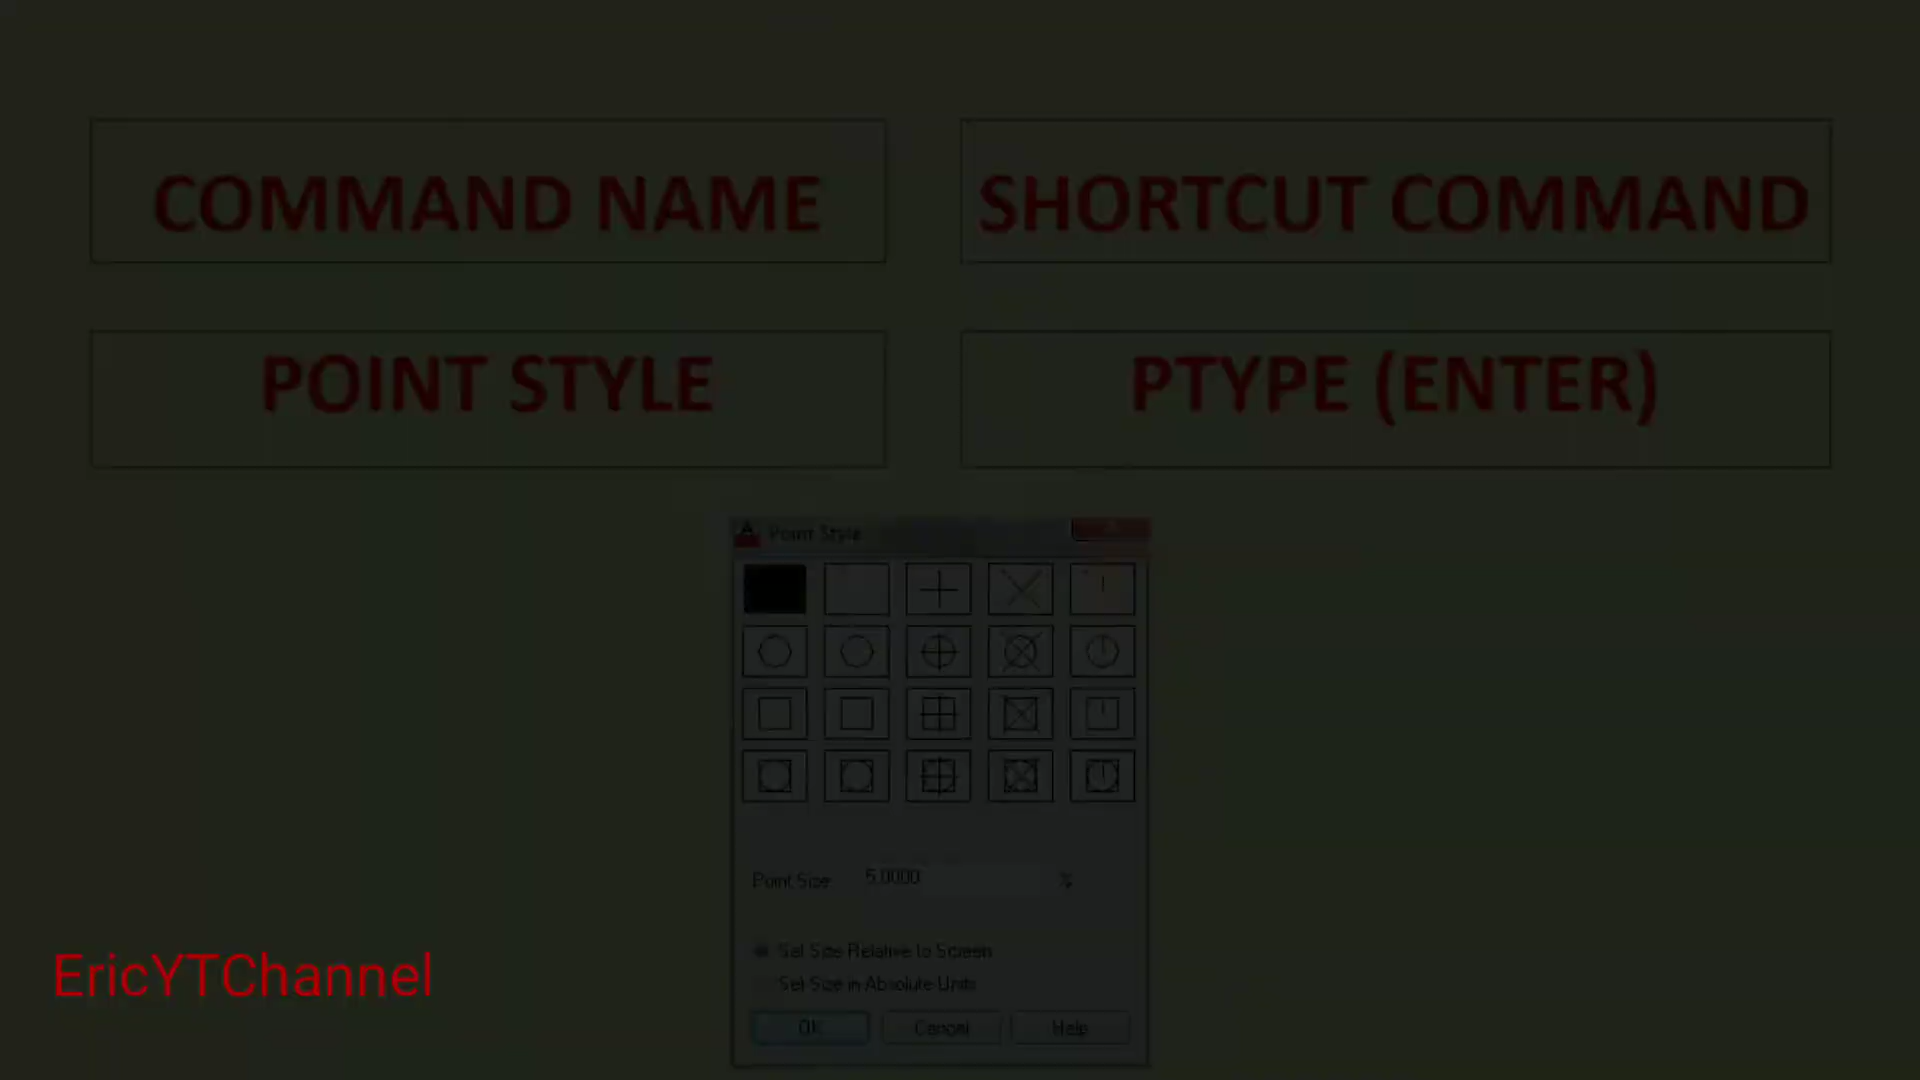 COMMAND NAME
SHORTCUT COMMAND
POINT STYLE
PTYPE (ENTER)
Point Style
Point Size
5.0000
%
Set Size Relative to Screen
Set Size in Absolute Units
OK
Cancel
Help
EricYTChannel